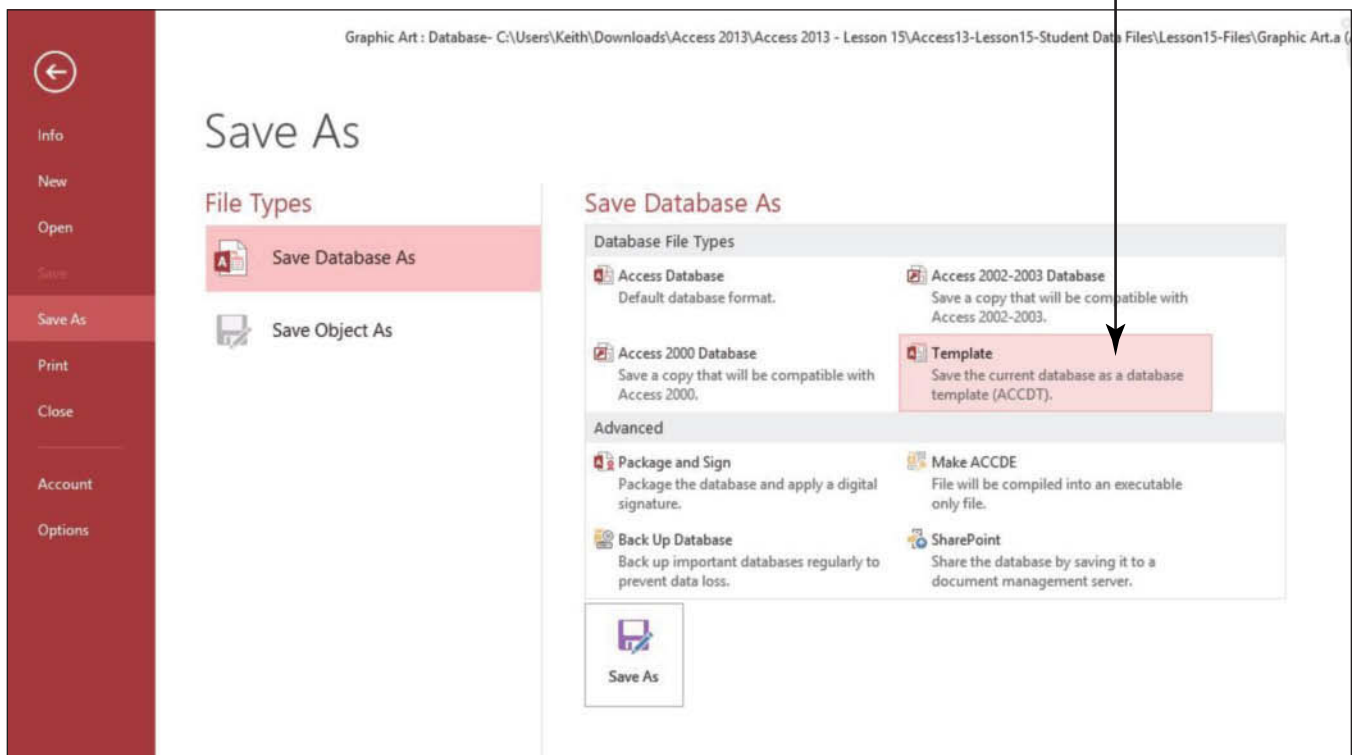 Graphic Art : Database- C:\Users\Keith\Downloads\Access 2013\Access 2013 - Lesson 15\Access13-Lesson15-Student Data Files\Lesson15-Files\Graphic Art.a (
Info
New
Open
Save
Save As
Print
Close
Account
Options
Save As
File Types
Save Database As
Save Object As
Save Database As
Database File Types
Access Database
Default database format.
Access 2002-2003 Database
Save a copy that will be compatible with
Access 2002-2003.
Access 2000 Database
Save a copy that will be compatible with
Access 2000.
Template
Save the current database as a database
template (ACCDT).
Advanced
Package and Sign
Package the database and apply a digital
signature.
Make ACCDE
File will be compiled into an executable
only file.
Back Up Database
Back up important databases regularly to
prevent data loss.
SharePoint
Share the database by saving it to a
document management server.
Save As